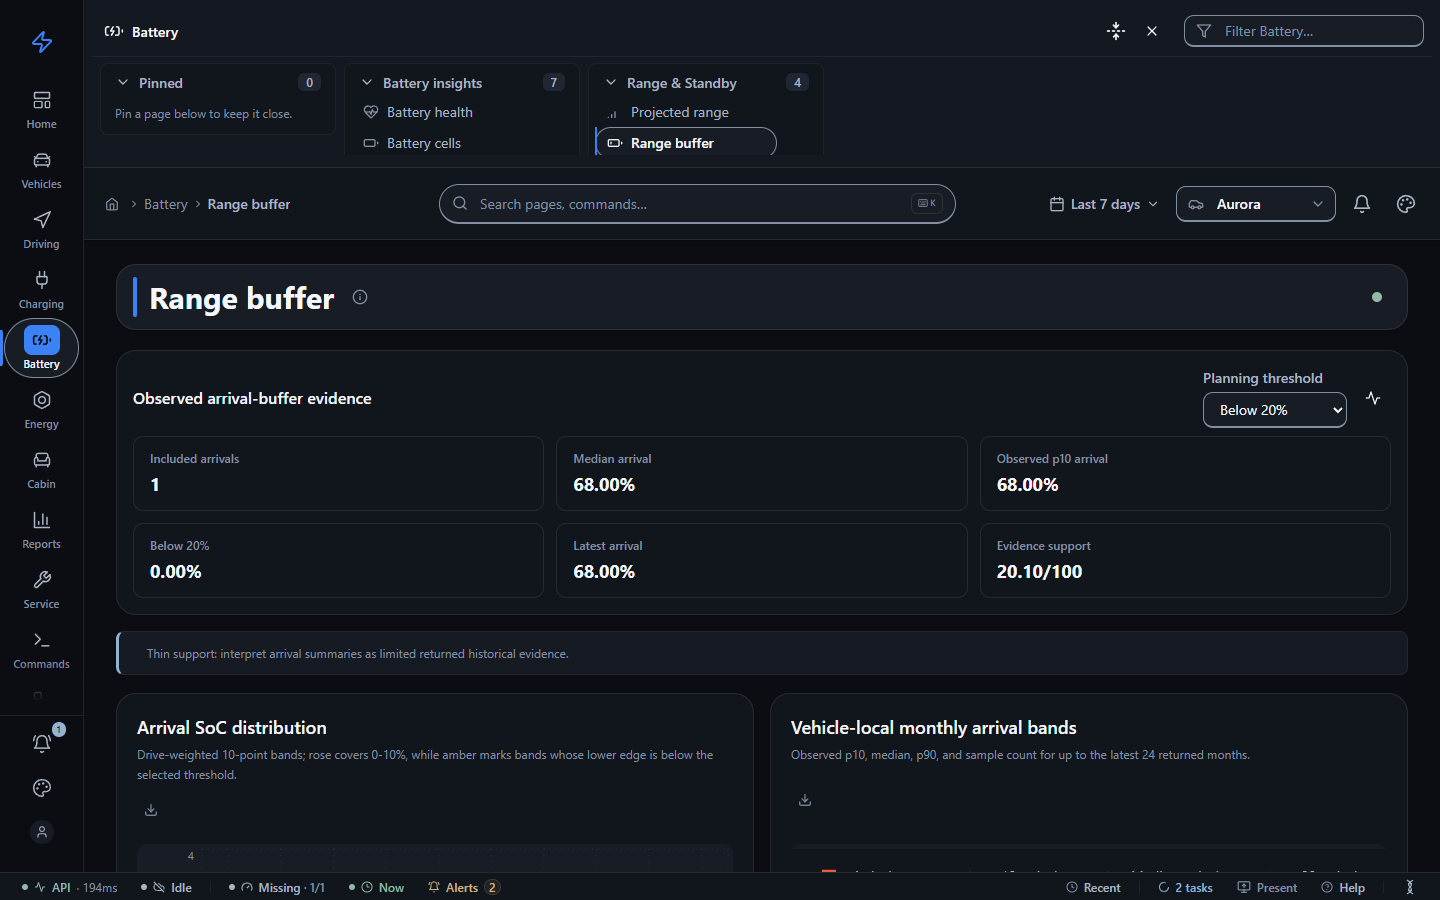 Battery
Filter Battery...
Pinned 0
Pin a page below to keep it close.
Battery insights 7
Battery health
Battery cells
Range & Standby 4
Projected range
Range buffer
Home
Vehicles
Driving
Charging
Battery
Energy
Cabin
Reports
Service
Commands
1
Battery
Range buffer
Search pages, commands...
K
Last 7 days
Aurora
Range buffer
Observed arrival-buffer evidence
Planning threshold
Below 20%
Included arrivals
1
Median arrival
68.00%
Observed p10 arrival
68.00%
Below 20%
0.00%
Latest arrival
68.00%
Evidence support
20.10/100
Thin support: interpret arrival summaries as limited returned historical evidence.
Arrival SoC distribution
Drive-weighted 10-point bands; rose covers 0-10%, while amber marks bands whose lower edge is below the
selected threshold.
4
Vehicle-local monthly arrival bands
Observed p10, median, p90, and sample count for up to the latest 24 returned months.
API · 194ms
Idle
Missing · 1/1
Now
Alerts 2
Recent
2 tasks
Present
Help